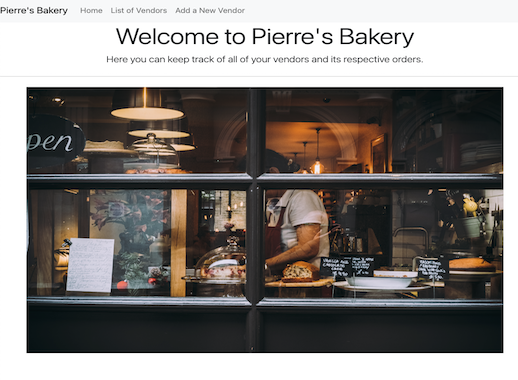 Pierre's Bakery Home List of Vendors Add a New Vendor
Welcome to Pierre's Bakery
Here you can keep track of all of your vendors and its respective orders.
pen